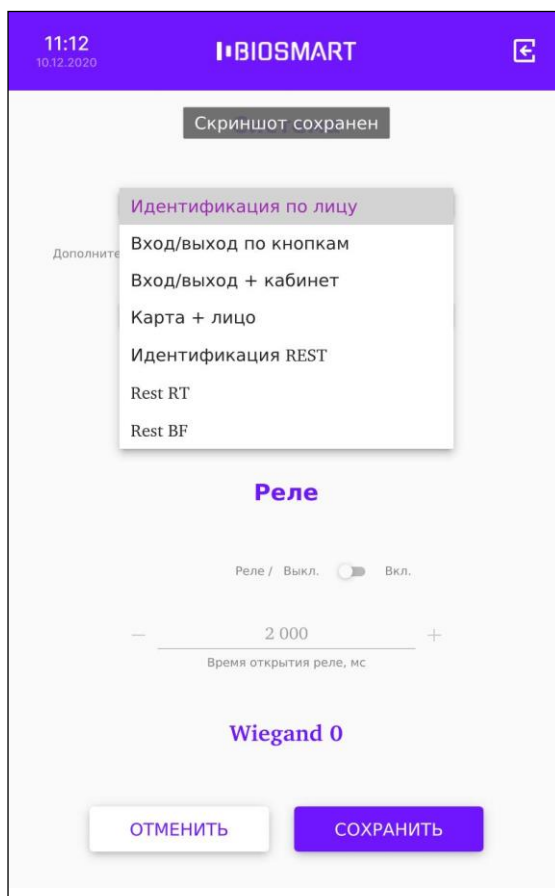 11:12
10.12.2020
BIOSMART
Скриншот сохранен
Идентификация по лицу
Вход/выход по кнопкам
Дополните
Вход/выход + кабинет
Карта + лицо
Идентификация REST
Rest RT
Rest BF
Реле
Реле / Выкл. Вкл.
— 2 000 +
Время открытия реле, мс
Wiegand 0
ОТМЕНИТЬ СОХРАНИТЬ